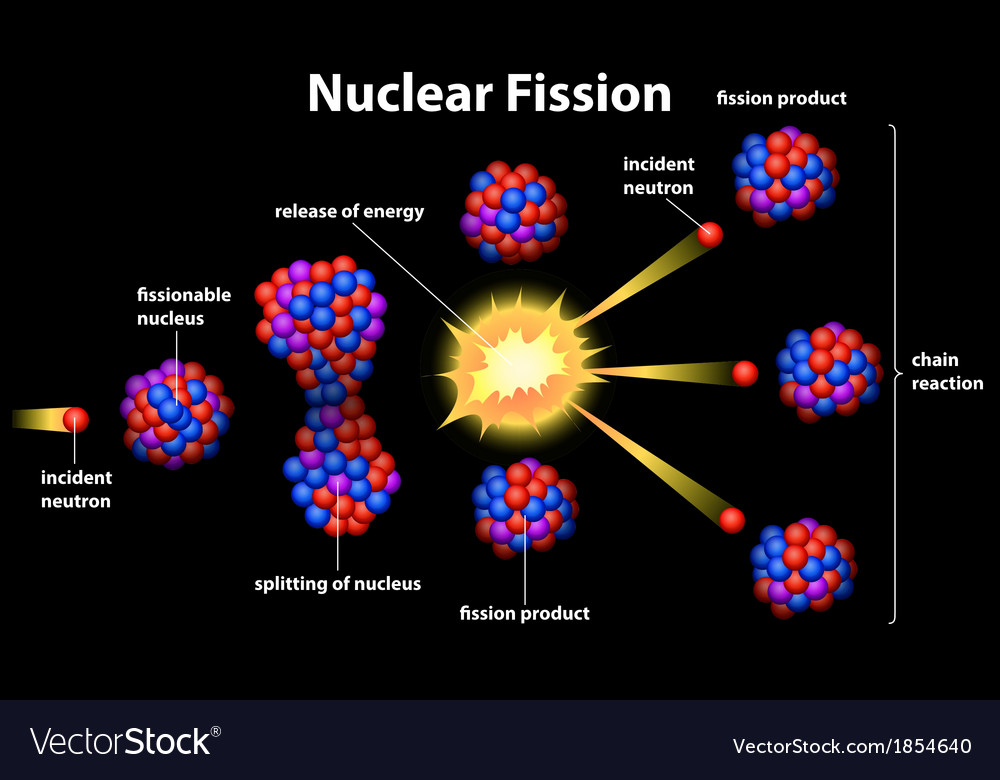 Nuclear Fission
fission product
incident
neutron
release of energy
fissionable
nucleus
chain
reaction
incident
neutron
splitting of nucleus
fission product
VectorStock®
VectorStock.com/1854640